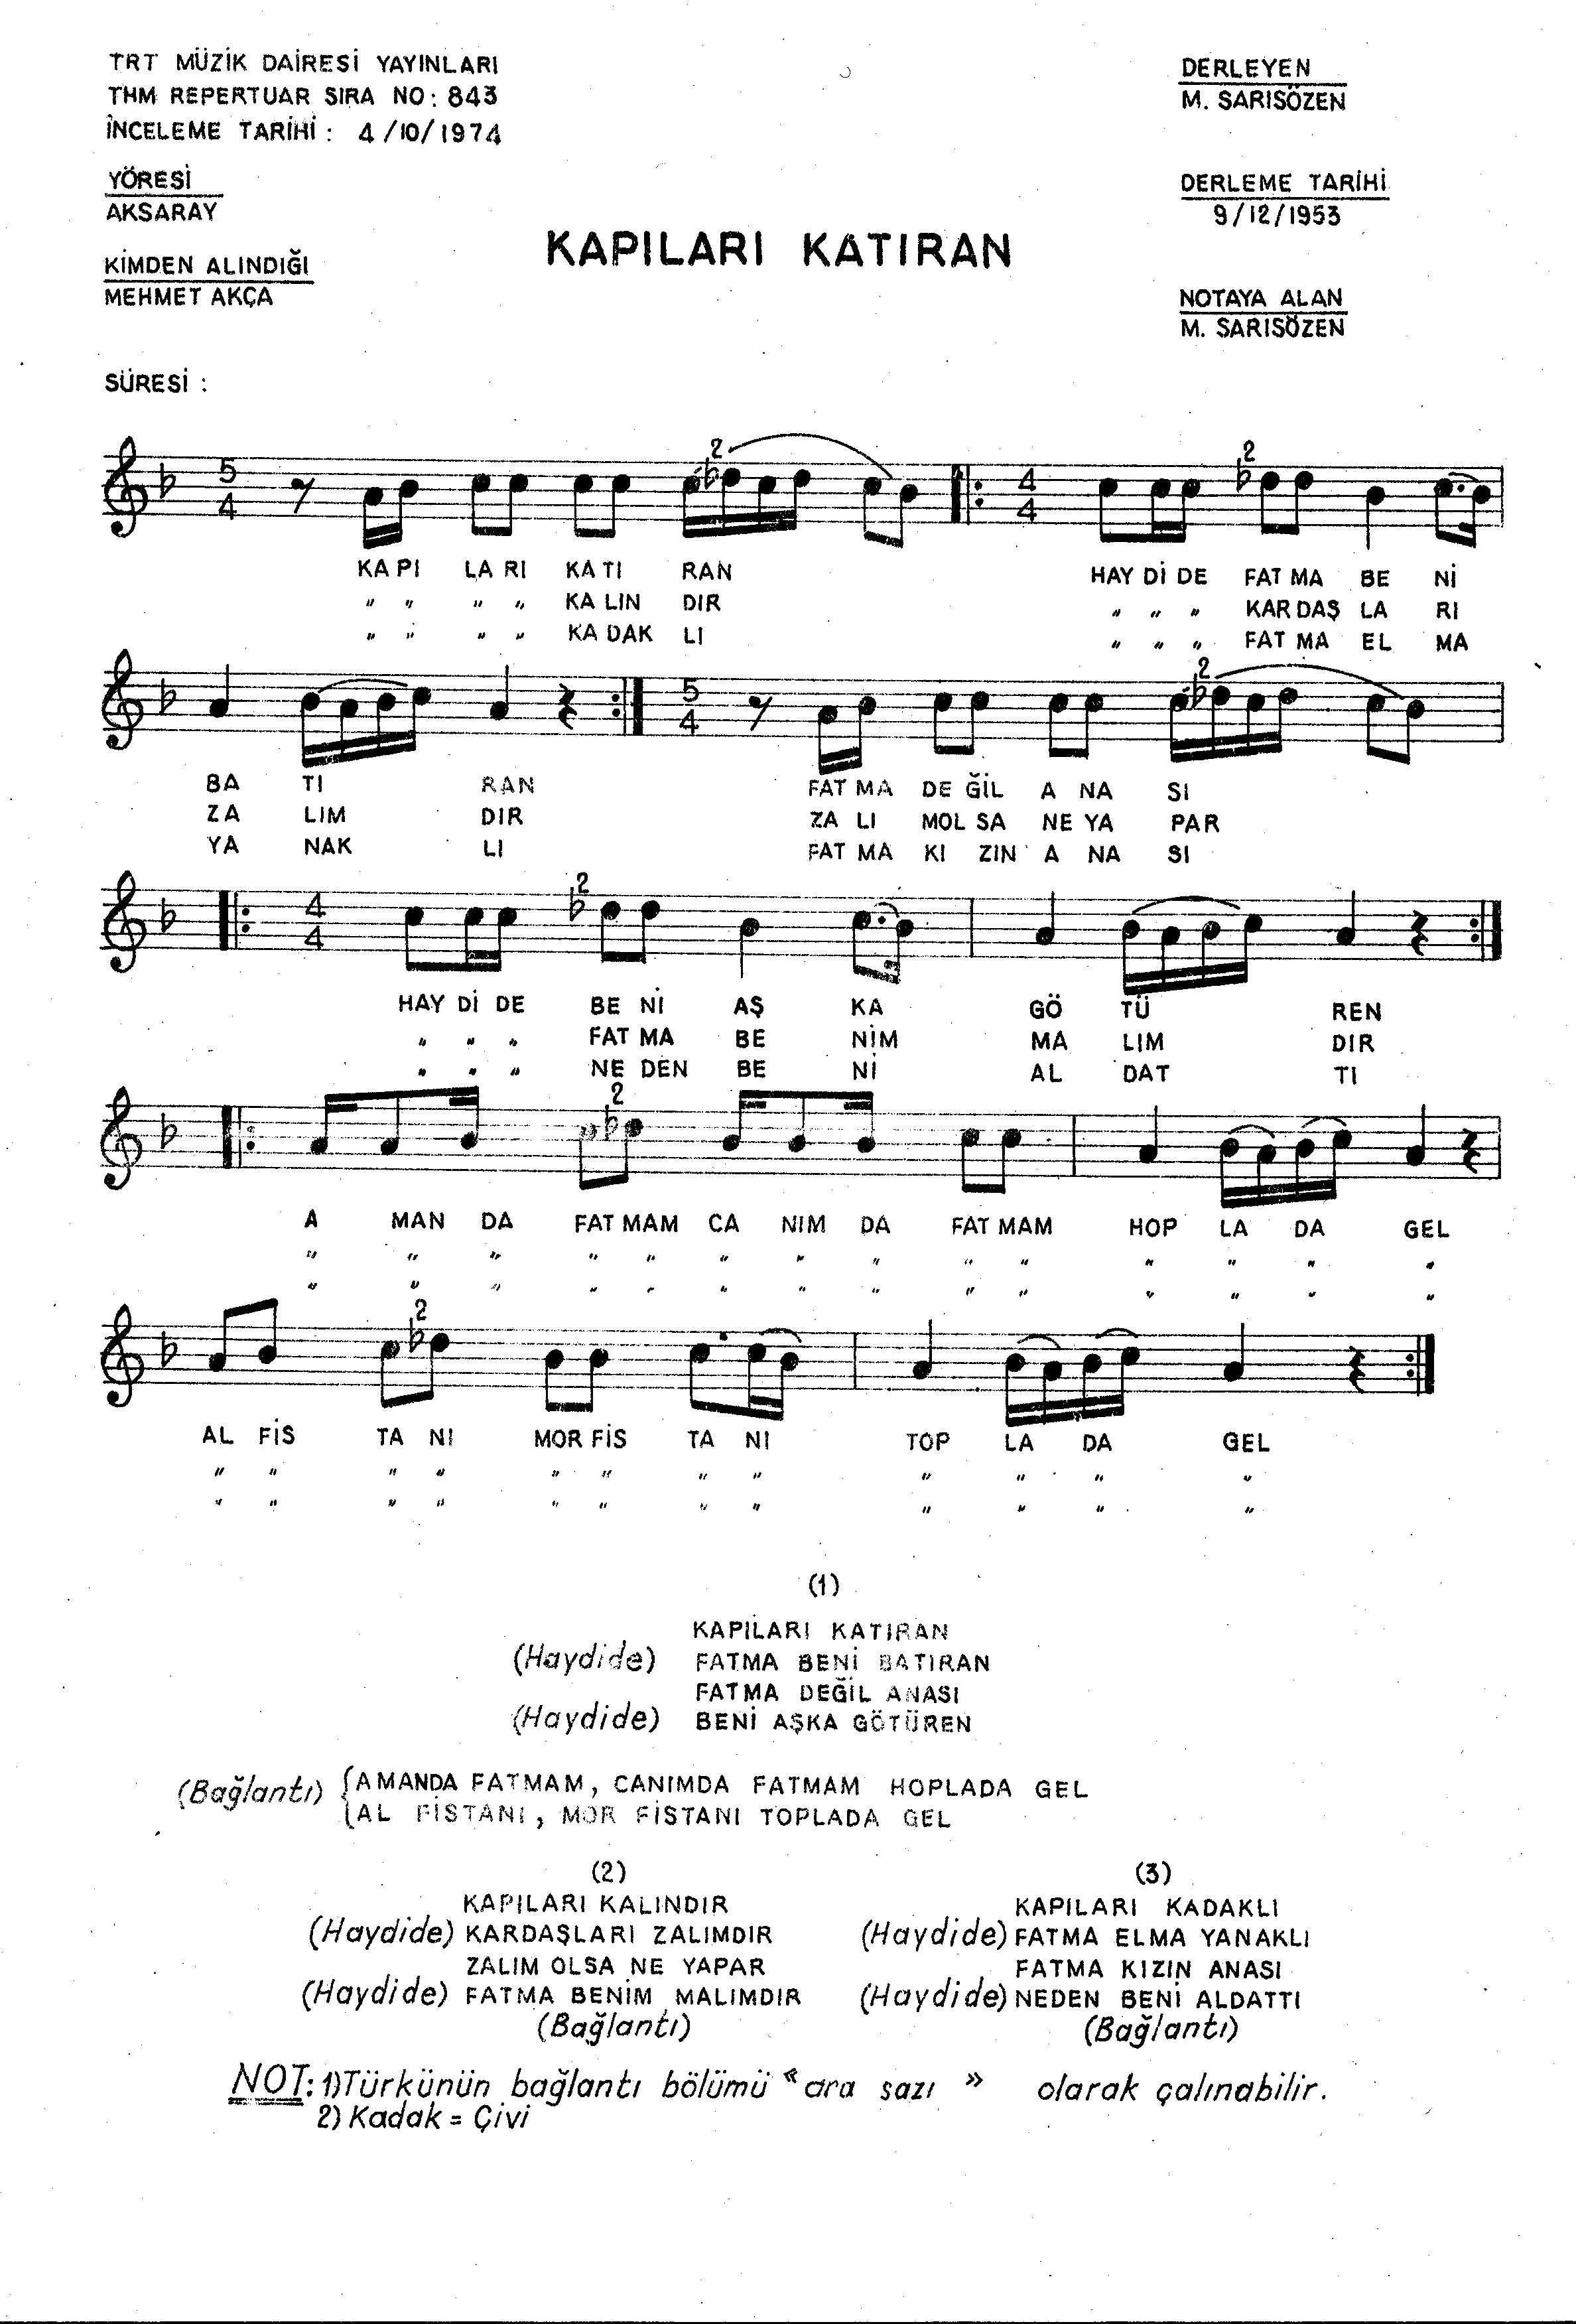 TRT MÜZİK DAİRESİ YAYINLARI
THM REPERTUAR SIRA NO: 843
İNCELEME TARİHİ: 4/10/1974
YÖRESİ
AKSARAY
KİMDEN ALINDIĞI
MEHMET AKÇA
SÜRESİ :
KAPILARI KATIRAN
DERLEYEN
M. SARISÖZEN
DERLEME TARİHİ
9/12/1953
NOTAYA ALAN
M. SARISÖZEN
5 4 2 4 4 2
KA PI LA RI KA TI RAN HAY Dİ DE FAT MA BE Nİ
" " " " KA LIN DIR " " " KAR DAŞ LA RI
" " " " KA DAK LI " " " FAT MA EL MA
5 4 2
BA TI RAN FAT MA DE ĞİL A NA SI
ZA LIM DIR ZA LI MOL SA NE YA PAR
YA NAK LI FAT MA KI ZIN A NA SI
4 4 2
HAY Dİ DE BE Nİ AŞ KA GÖ TÜ REN
" " " FAT MA BE NİM MA LIM DIR
" " " NE DEN BE Nİ AL DAT TI
2
A MAN DA FAT MAM CA NIM DA FAT MAM HOP LA DA GEL
" " " " " " " " " " " " " "
" " " " " " " " " " " " " "
2
AL FİS TA NI MOR FİS TA NI TOP LA DA GEL
" " " " " " " " " " " "
" " " " " " " " " " " "
(1)
KAPILARI KATIRAN
(Haydide) FATMA BENİ BATIRAN
FATMA DEĞİL ANASI
(Haydide) BENİ AŞKA GÖTÜREN
(Bağlantı) {AMANDA FATMAM, CANIMDA FATMAM HOPLADA GEL
AL FİSTANI, MOR FİSTANI TOPLADA GEL
(2)
KAPILARI KALINDIR
(Haydide) KARDAŞLARI ZALIMDIR
ZALIM OLSA NE YAPAR
(Haydide) FATMA BENİM MALIMDIR
(Bağlantı)
(3)
KAPILARI KADAKLI
(Haydide) FATMA ELMA YANAKLI
FATMA KIZIN ANASI
(Haydide) NEDEN BENİ ALDATTI
(Bağlantı)
NOT: 1) Türkünün bağlantı bölümü « ara sazı » olarak çalınabilir.
2) Kadak = Çivi